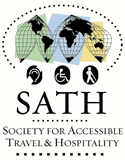 SATH
SOCIETY FOR ACCESSIBLE
TRAVEL & HOSPITALITY